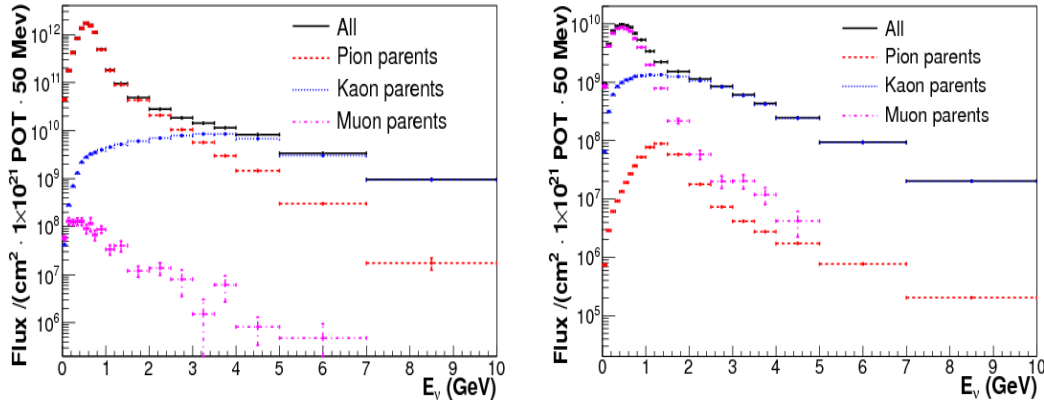 Flux /(cm² · 1×10²¹ POT · 50 Mev)
10¹²
10¹¹
10¹⁰
10⁹
10⁸
10⁷
10⁶
All
Pion parents
Kaon parents
Muon parents
0 1 2 3 4 5 6 7 8 9 10
Eν (GeV)
Flux /(cm² · 1×10²¹ POT · 50 Mev)
10¹⁰
10⁹
10⁸
10⁷
10⁶
10⁵
All
Pion parents
Kaon parents
Muon parents
0 1 2 3 4 5 6 7 8 9 10
Eν (GeV)